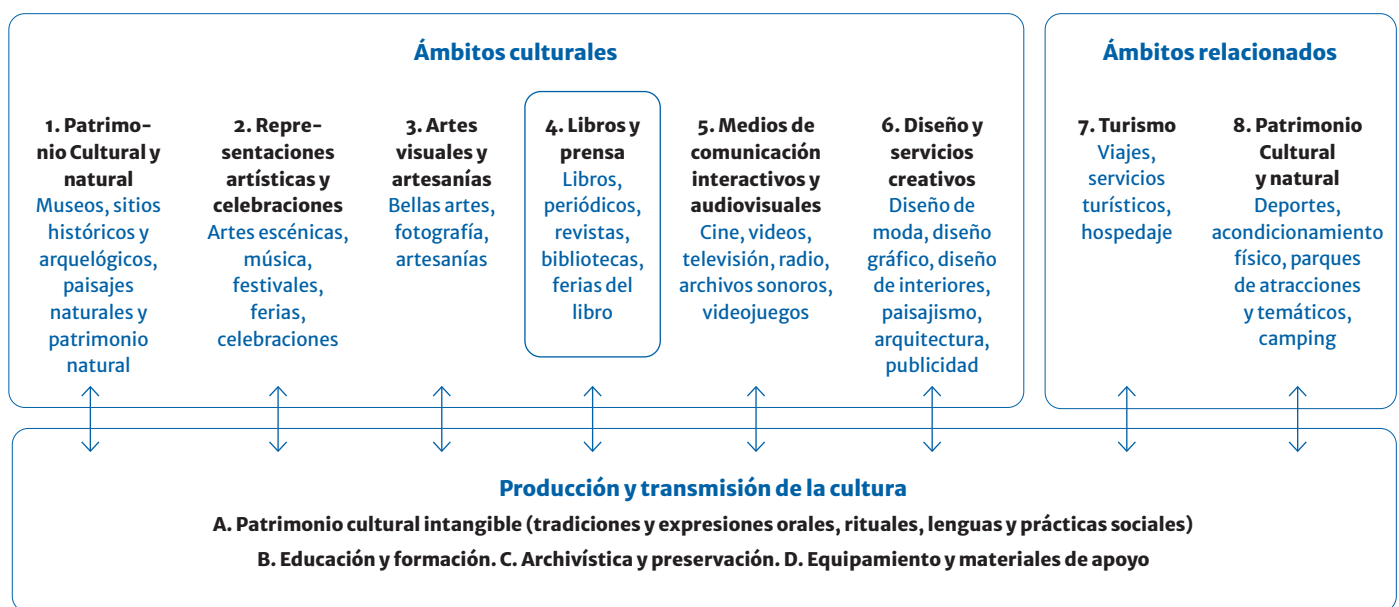 Ámbitos culturales
1. Patrimo-
nio Cultural y
natural
Museos, sitios
históricos y
arquelógicos,
paisajes
naturales y
patrimonio
natural
2. Repre-
sentaciones
artísticas y
celebraciones
Artes escénicas,
música,
festivales,
ferias,
celebraciones
3. Artes
visuales y
artesanías
Bellas artes,
fotografía,
artesanías
4. Libros y
prensa
Libros,
periódicos,
revistas,
bibliotecas,
ferias del
libro
5. Medios de
comunicación
interactivos y
audiovisuales
Cine, videos,
televisión, radio,
archivos sonoros,
videojuegos
6. Diseño y
servicios
creativos
Diseño de
moda, diseño
gráfico, diseño
de interiores,
paisajismo,
arquitectura,
publicidad
Ámbitos relacionados
7. Turismo
Viajes,
servicios
turísticos,
hospedaje
8. Patrimonio
Cultural
y natural
Deportes,
acondicionamiento
físico, parques
de atracciones
y temáticos,
camping
Producción y transmisión de la cultura
A. Patrimonio cultural intangible (tradiciones y expresiones orales, rituales, lenguas y prácticas sociales)
B. Educación y formación. C. Archivística y preservación. D. Equipamiento y materiales de apoyo